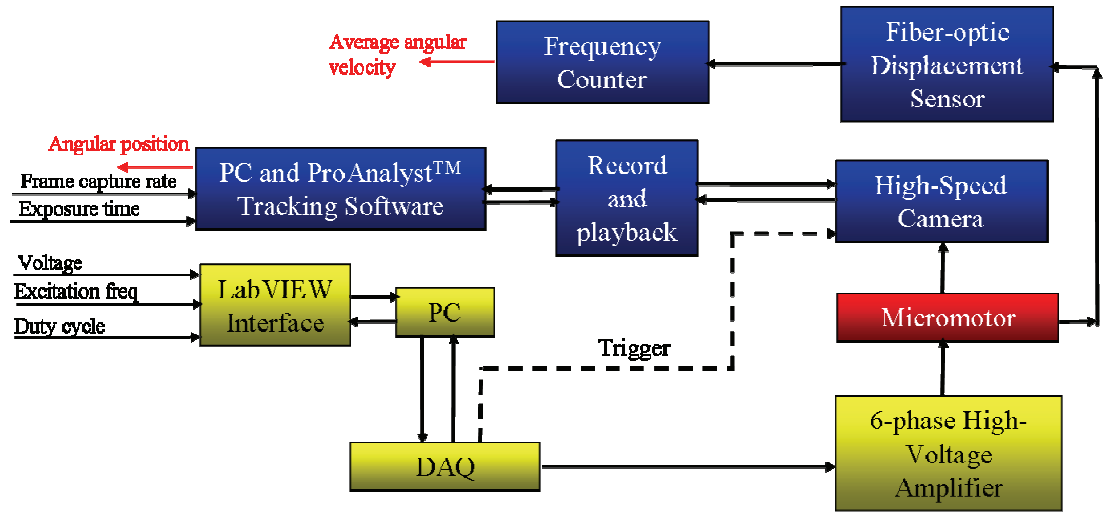 Average angular
velocity
Frequency
Counter
Fiber-optic
Displacement
Sensor
Angular position
Frame capture rate
Exposure time
PC and ProAnalyst™
Tracking Software
Record
and
playback
High-Speed
Camera
Voltage
Excitation freq
Duty cycle
LabVIEW
Interface
PC
Trigger
Micromotor
DAQ
6-phase High-
Voltage
Amplifier